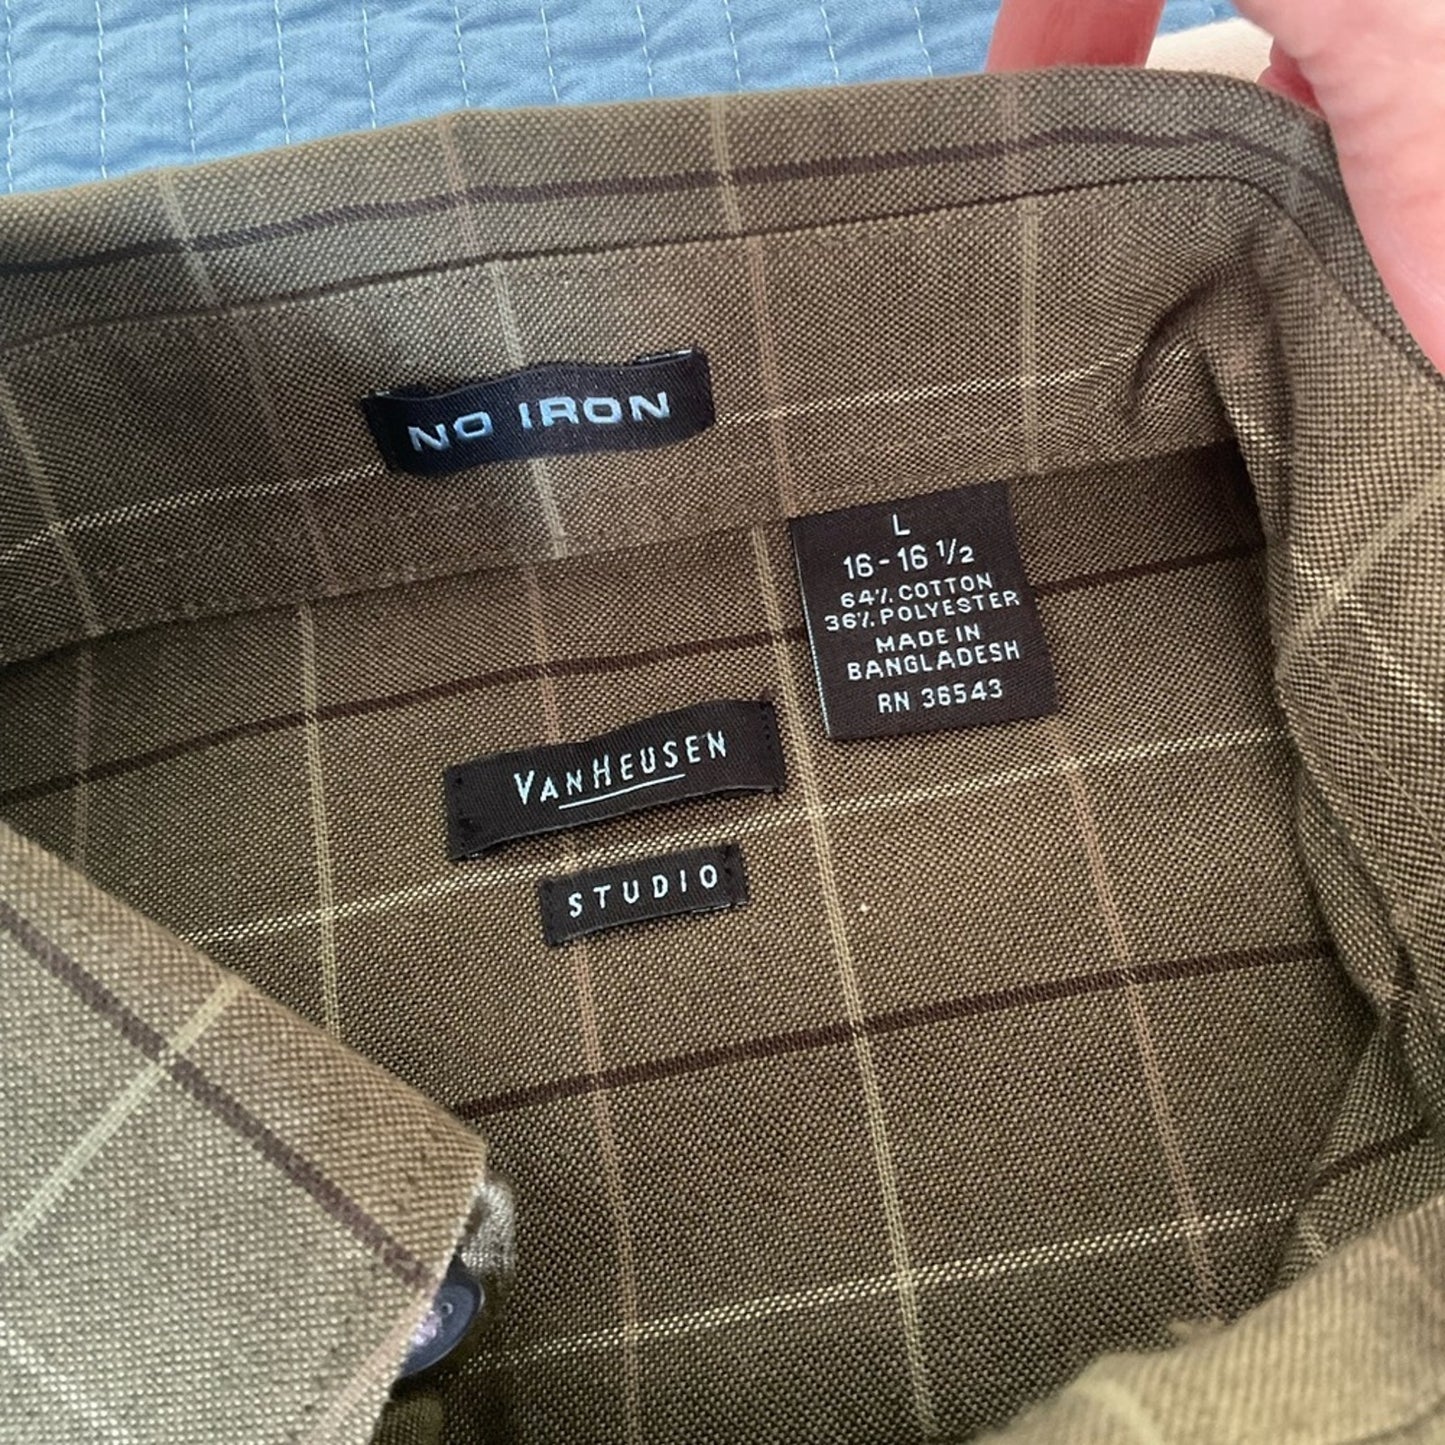 NO IRON
L
16-16 1/2
64% COTTON
36% POLYESTER
MADE IN
BANGLADESH
RN 36543
VANHEUSEN
STUDIO